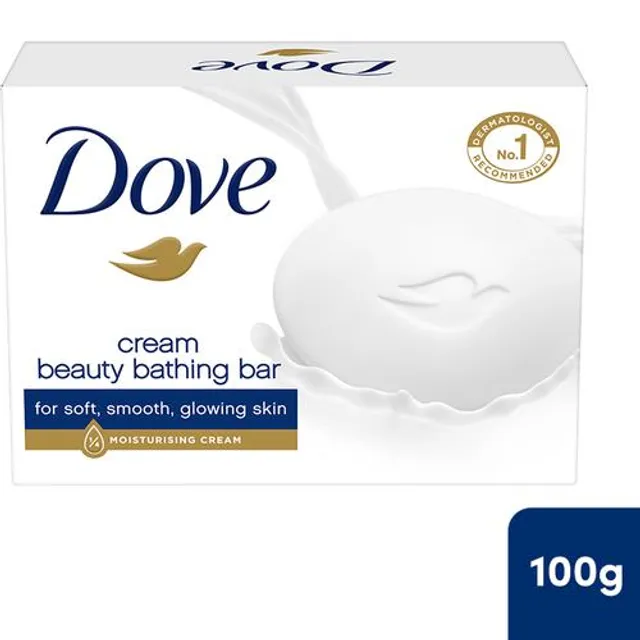 Dove
DERMATOLOGIST
No.1
RECOMMENDED
Dove
cream
beauty bathing bar
for soft, smooth, glowing skin
1/4 MOISTURISING CREAM
100g